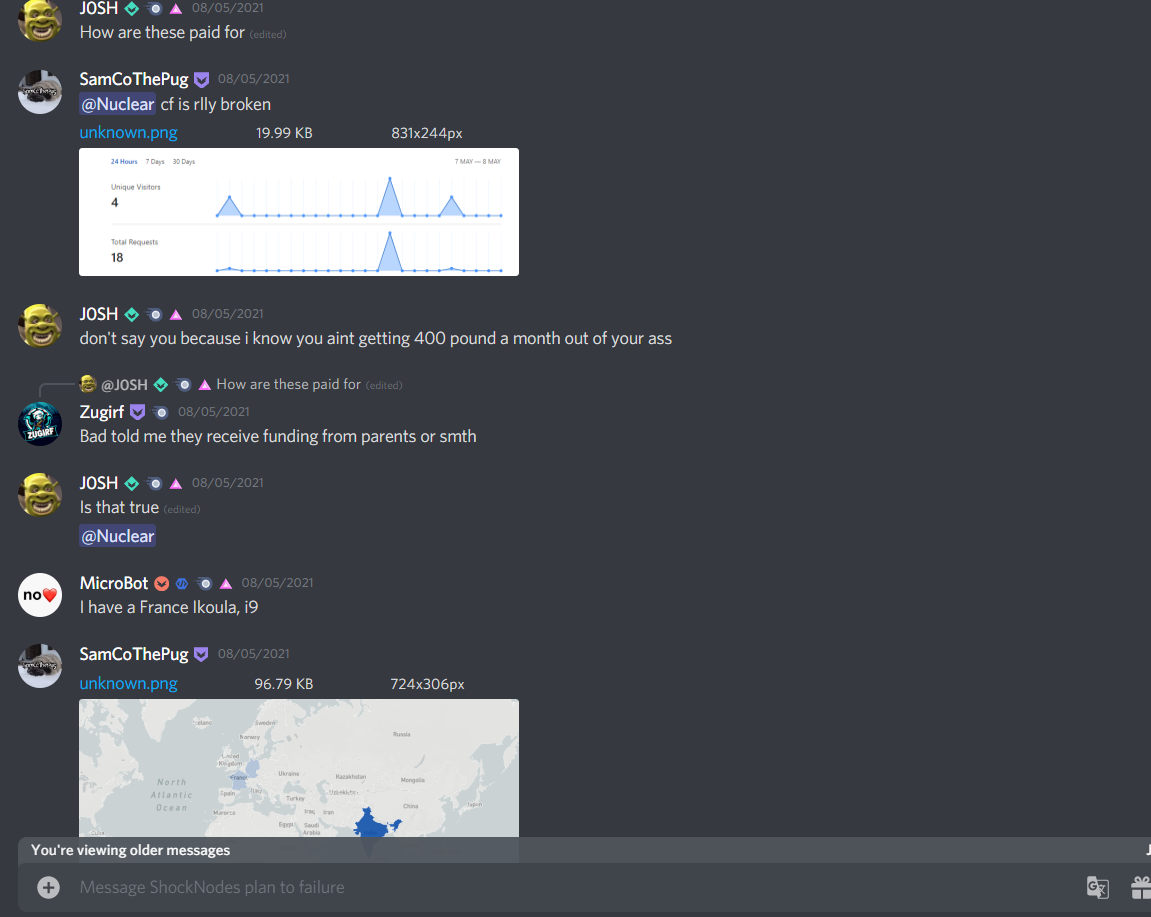 J0SH 08/05/2021
How are these paid for (edited)
SamCoThePug 08/05/2021
@Nuclear cf is rlly broken
unknown.png 19.99 KB 831x244px
24 Hours 7 Days 30 Days 7 MAY — 8 MAY
Unique Visitors
4
Total Requests
18
J0SH 08/05/2021
don't say you because i know you aint getting 400 pound a month out of your ass
@J0SH How are these paid for (edited)
ZUGIRF
Zugirf 08/05/2021
Bad told me they receive funding from parents or smth
J0SH 08/05/2021
Is that true (edited)
@Nuclear
no
MicroBot 08/05/2021
I have a France Ikoula, i9
SamCoThePug 08/05/2021
unknown.png 96.79 KB 724x306px
Sweden
Norway
Russia
United
Kingdom
North
Atlantic
Ocean
Ukraine
Kazakhstan
Mongolia
Spain
Italy
Turkey
China
Japan
Morocco
Iraq
Iran
Egypt
Saudi
Arabia
You're viewing older messages
J
Message ShockNodes plan to failure